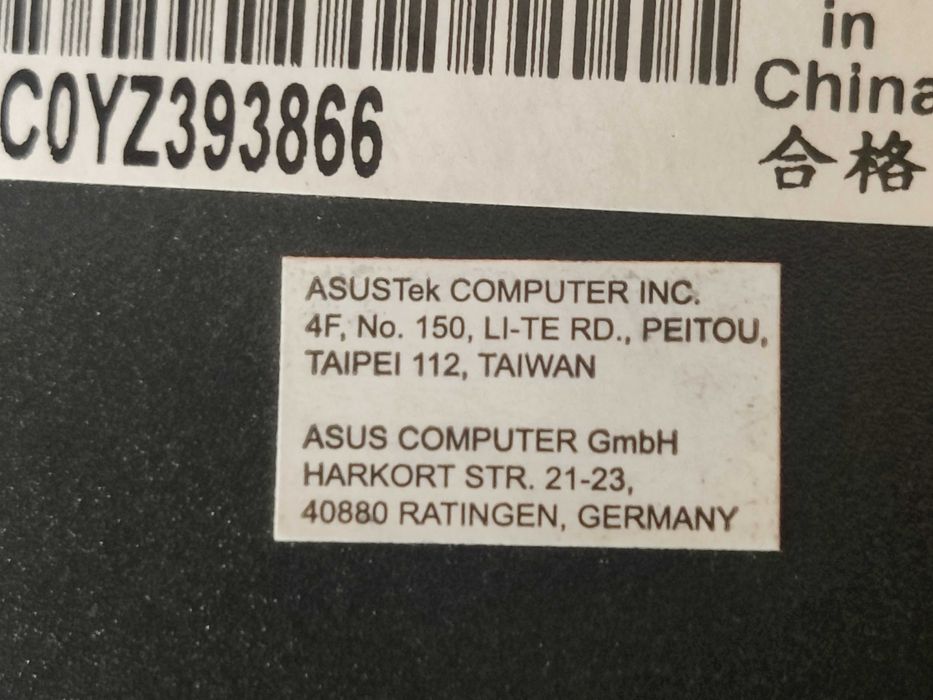 C0YZ393866
in
China
合格
ASUSTek COMPUTER INC.
4F, No. 150, LI-TE RD., PEITOU,
TAIPEI 112, TAIWAN
ASUS COMPUTER GmbH
HARKORT STR. 21-23,
40880 RATINGEN, GERMANY